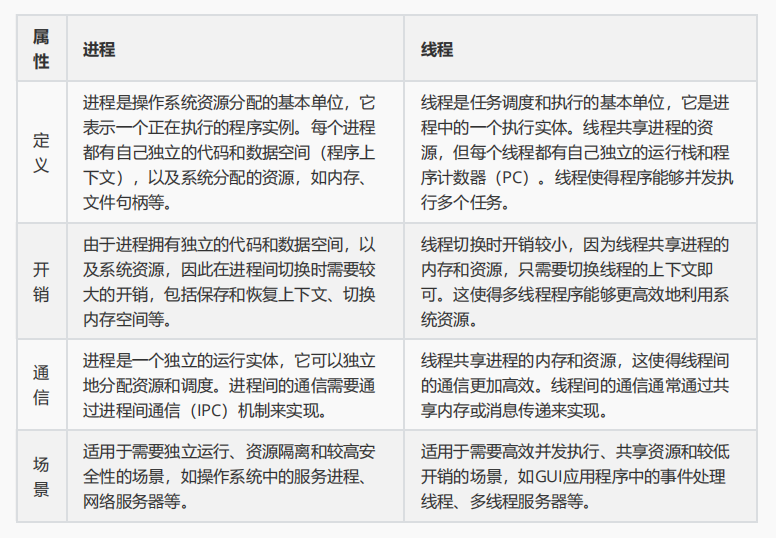 属
性
进程
线程
定
义
进程是操作系统资源分配的基本单位，它
表示一个正在执行的程序实例。每个进程
都有自己独立的代码和数据空间（程序上
下文），以及系统分配的资源，如内存、
文件句柄等。
线程是任务调度和执行的基本单位，它是进
程中的一个执行实体。线程共享进程的资
源，但每个线程都有自己独立的运行栈和程
序计数器（PC）。线程使得程序能够并发执
行多个任务。
开
销
由于进程拥有独立的代码和数据空间，以
及系统资源，因此在进程间切换时需要较
大的开销，包括保存和恢复上下文、切换
内存空间等。
线程切换时开销较小，因为线程共享进程的
内存和资源，只需要切换线程的上下文即
可。这使得多线程程序能够更高效地利用系
统资源。
通
信
进程是一个独立的运行实体，它可以独立
地分配资源和调度。进程间的通信需要通
过进程间通信（IPC）机制来实现。
线程共享进程的内存和资源，这使得线程间
的通信更加高效。线程间的通信通常通过共
享内存或消息传递来实现。
场
景
适用于需要独立运行、资源隔离和较高安
全性的场景，如操作系统中的服务进程、
网络服务器等。
适用于需要高效并发执行、共享资源和较低
开销的场景，如GUI应用程序中的事件处理
线程、多线程服务器等。